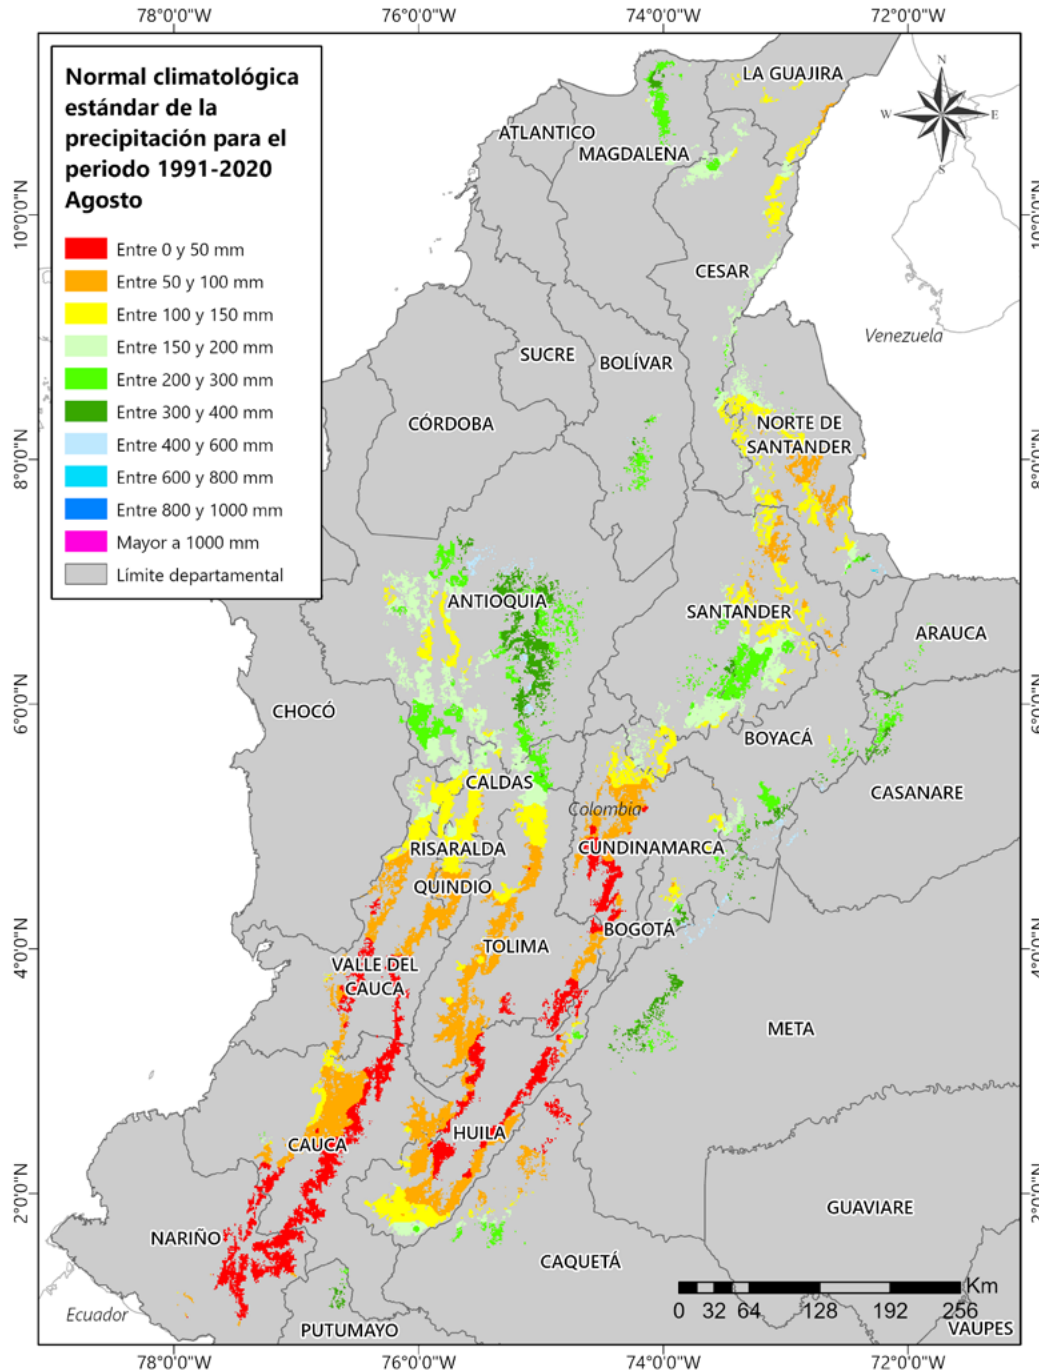 78°0'0"W 76°0'0"W 74°0'0"W 72°0'0"W
Normal climatológica
estándar de la
precipitación para el
periodo 1991-2020
Agosto
Entre 0 y 50 mm
Entre 50 y 100 mm
Entre 100 y 150 mm
Entre 150 y 200 mm
Entre 200 y 300 mm
Entre 300 y 400 mm
Entre 400 y 600 mm
Entre 600 y 800 mm
Entre 800 y 1000 mm
Mayor a 1000 mm
Límite departamental
N
W E
S
LA GUAJIRA
ATLANTICO
MAGDALENA
10°0'0"N 10°0'0"N
CESAR
Venezuela
SUCRE
BOLÍVAR
CÓRDOBA
NORTE DE
SANTANDER
8°0'0"N 8°0'0"N
ANTIOQUIA
SANTANDER
ARAUCA
6°0'0"N 6°0'0"N
CHOCÓ
BOYACÁ
CALDAS
CASANARE
Colombia
RISARALDA
CUNDINAMARCA
QUINDIO
BOGOTÁ
4°0'0"N 4°0'0"N
TOLIMA
VALLE DEL
CAUCA
META
HUILA
CAUCA
2°0'0"N 2°0'0"N
GUAVIARE
NARIÑO
CAQUETÁ
Ecuador
PUTUMAYO
VAUPES
Km
0 32 64 128 192 256
78°0'0"W 76°0'0"W 74°0'0"W 72°0'0"W